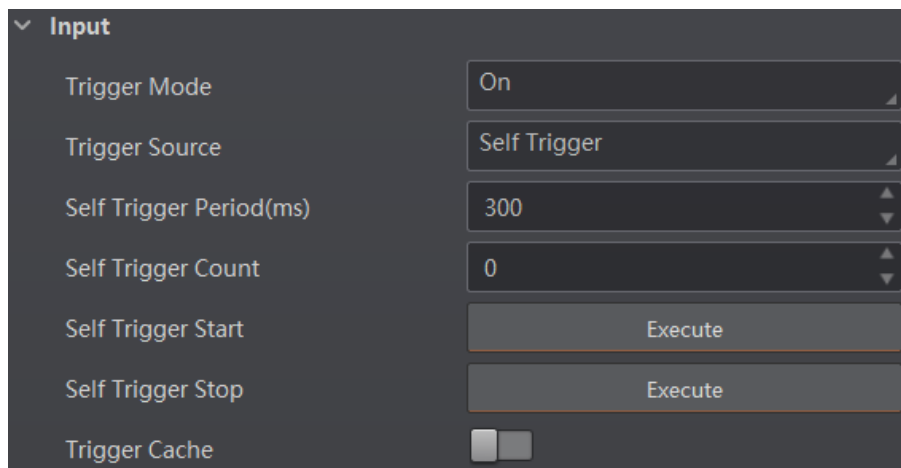 Input
Trigger Mode On
Trigger Source Self Trigger
Self Trigger Period(ms) 300
Self Trigger Count 0
Self Trigger Start Execute
Self Trigger Stop Execute
Trigger Cache